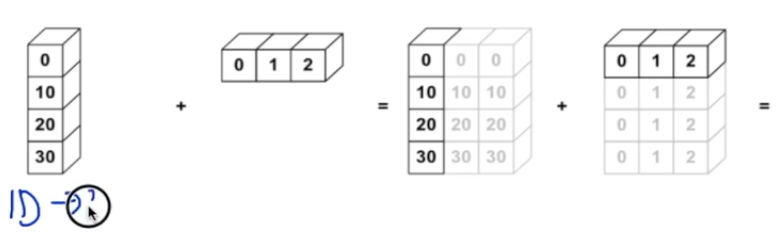 0 0 1 2 0 0 0 0 1 2
10 + = 10 10 10 + 0 1 2 =
20 20 20 20 0 1 2
30 30 30 30 0 1 2
1D